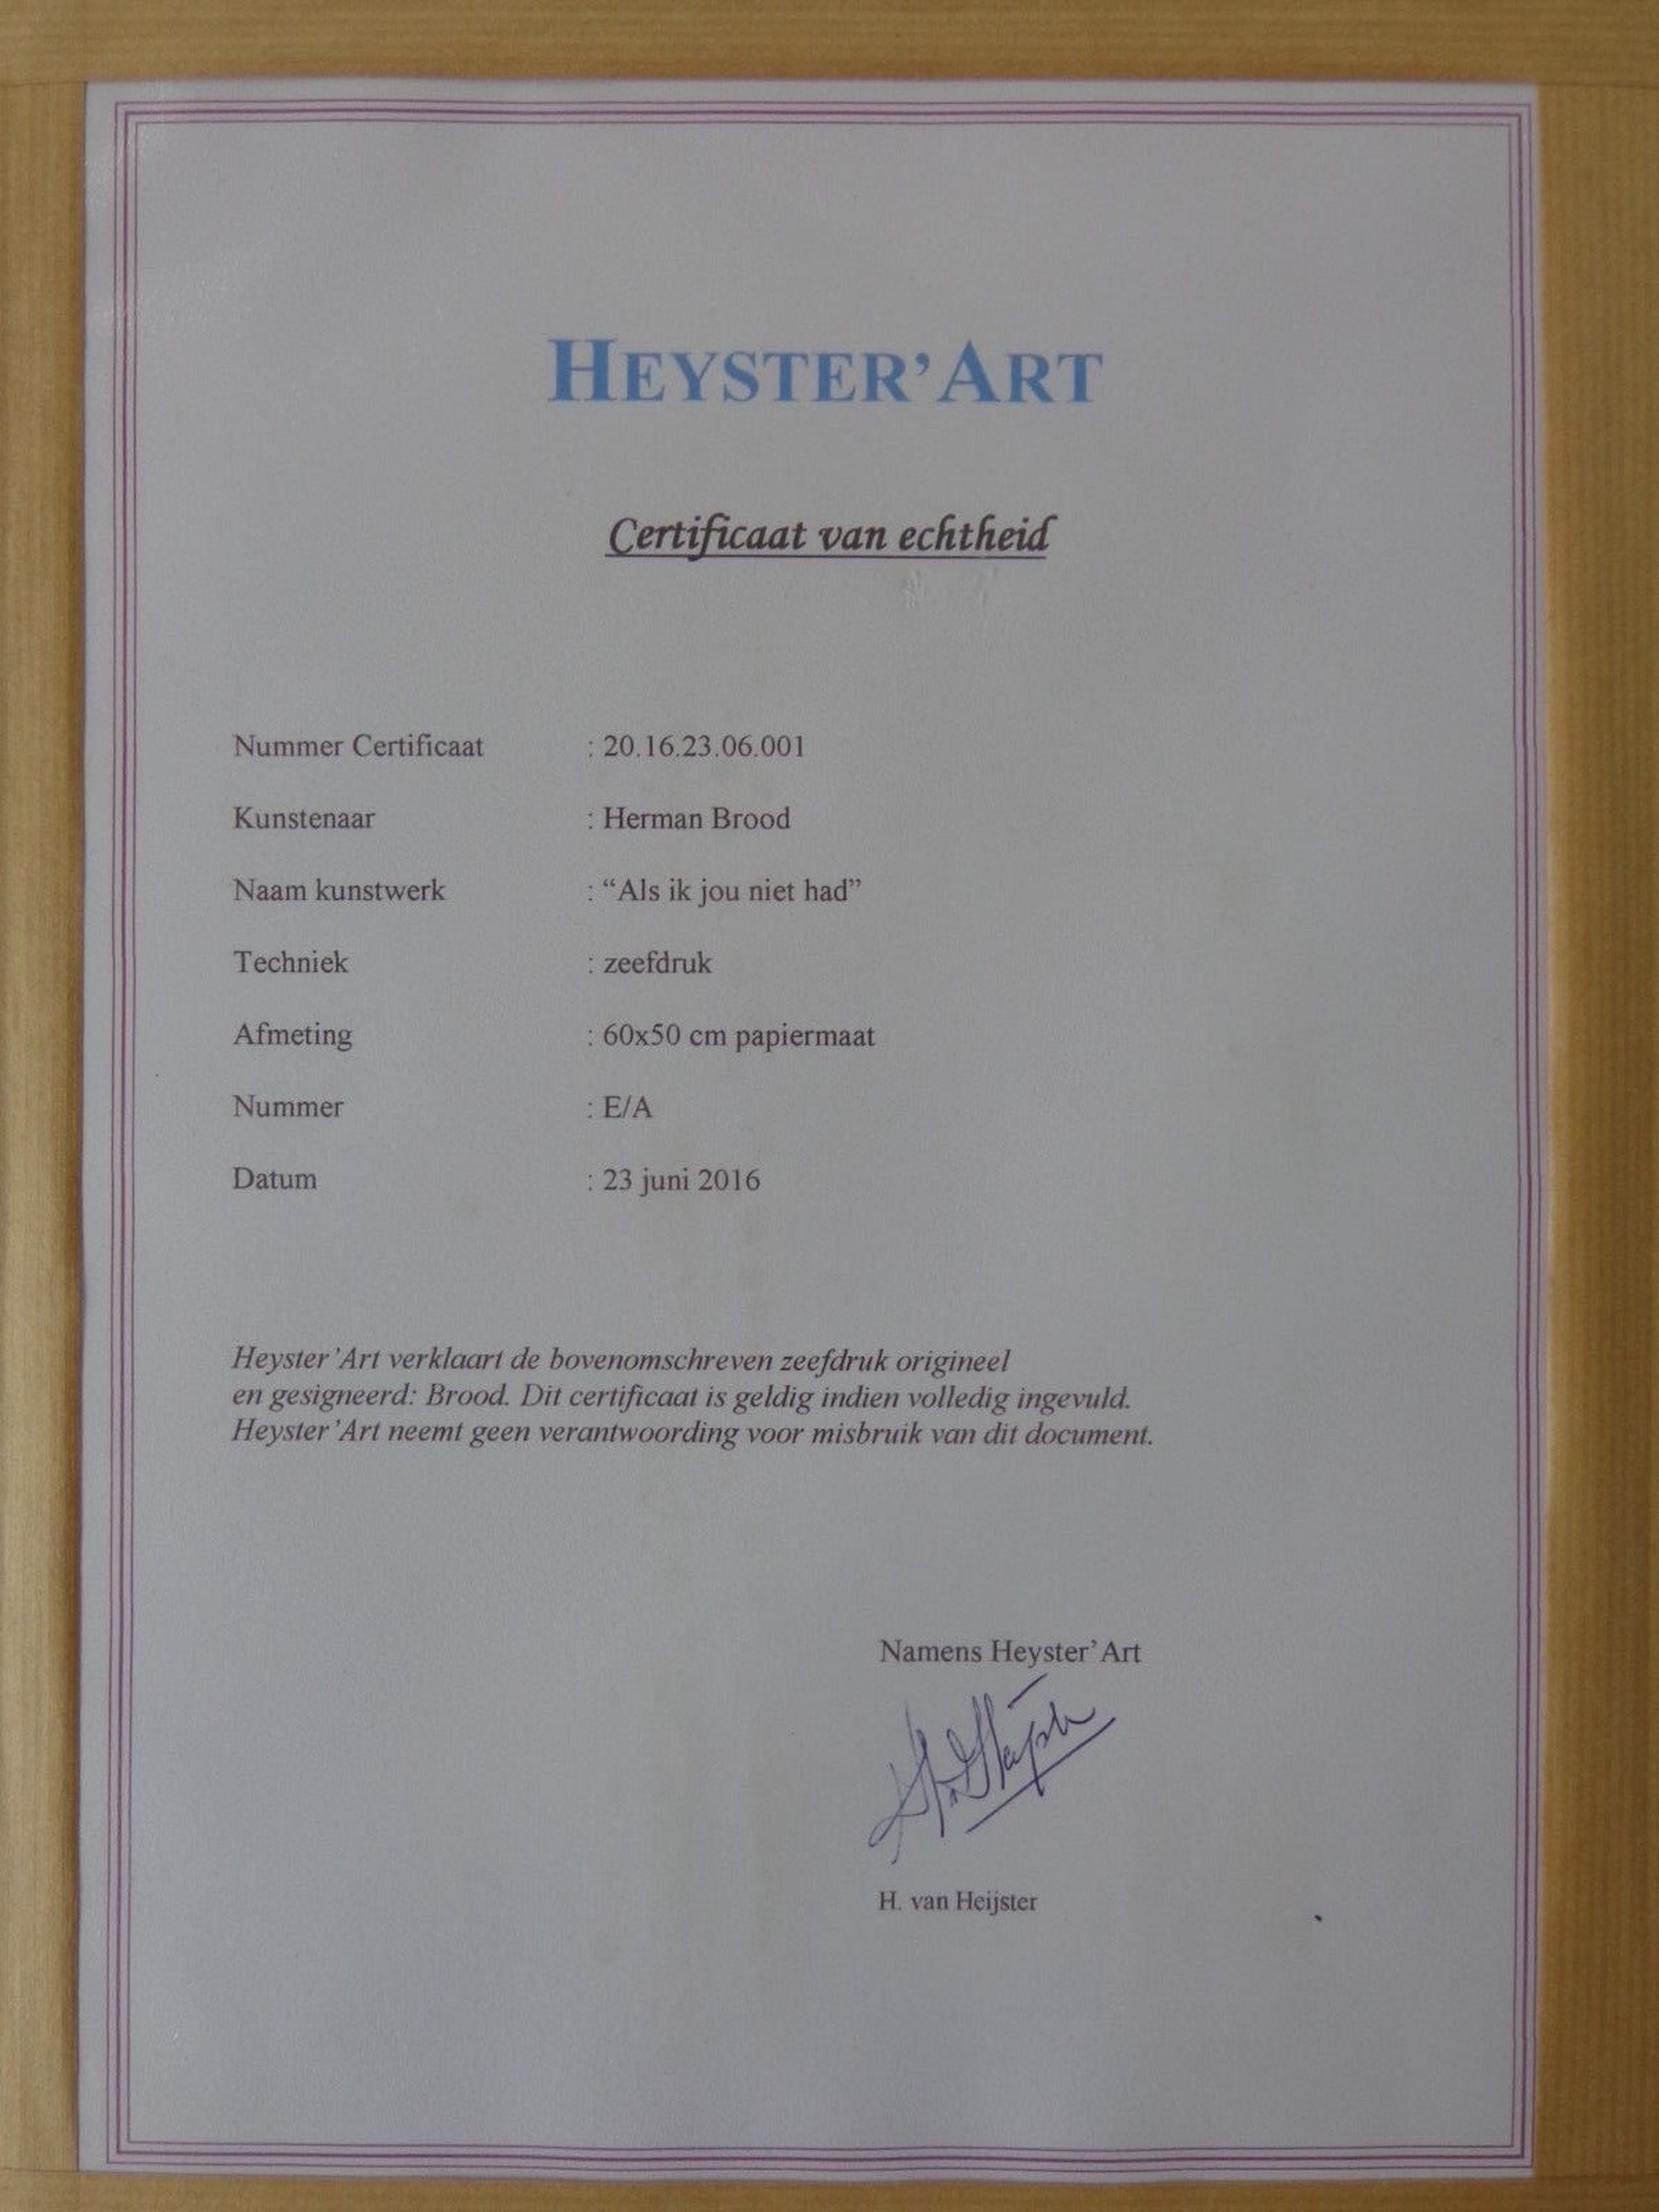 HEYSTER'ART
Certificaat van echtheid
Nummer Certificaat : 20.16.23.06.001
Kunstenaar : Herman Brood
Naam kunstwerk : “Als ik jou niet had”
Techniek : zeefdruk
Afmeting : 60x50 cm papiermaat
Nummer : E/A
Datum : 23 juni 2016
Heyster'Art verklaart de bovenomschreven zeefdruk origineel
en gesigneerd: Brood. Dit certificaat is geldig indien volledig ingevuld.
Heyster'Art neemt geen verantwoording voor misbruik van dit document.
Namens Heyster'Art
H. van Heijster